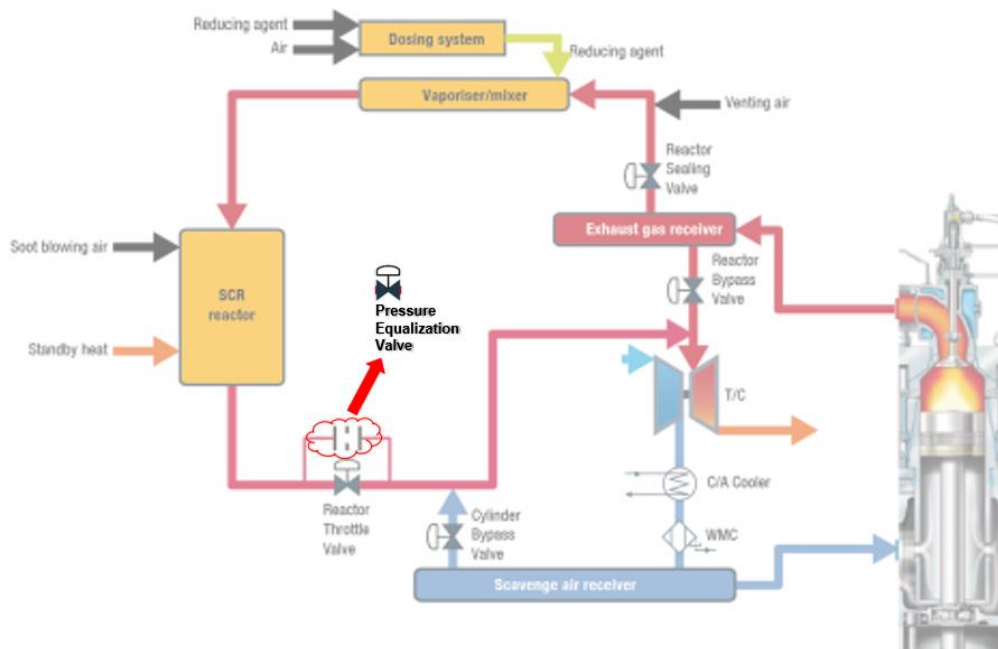 Reducing agent
Air
Dosing system
Reducing agent
Vaporiser/mixer
Venting air
Reactor
Sealing
Valve
Exhaust gas receiver
Reactor
Bypass
Valve
Soot blowing air
SCR
reactor
Standby heat
Pressure
Equalization
Valve
T/C
C/A Cooler
Reactor
Throttle
Valve
Cylinder
Bypass
Valve
WMC
Scavenge air receiver